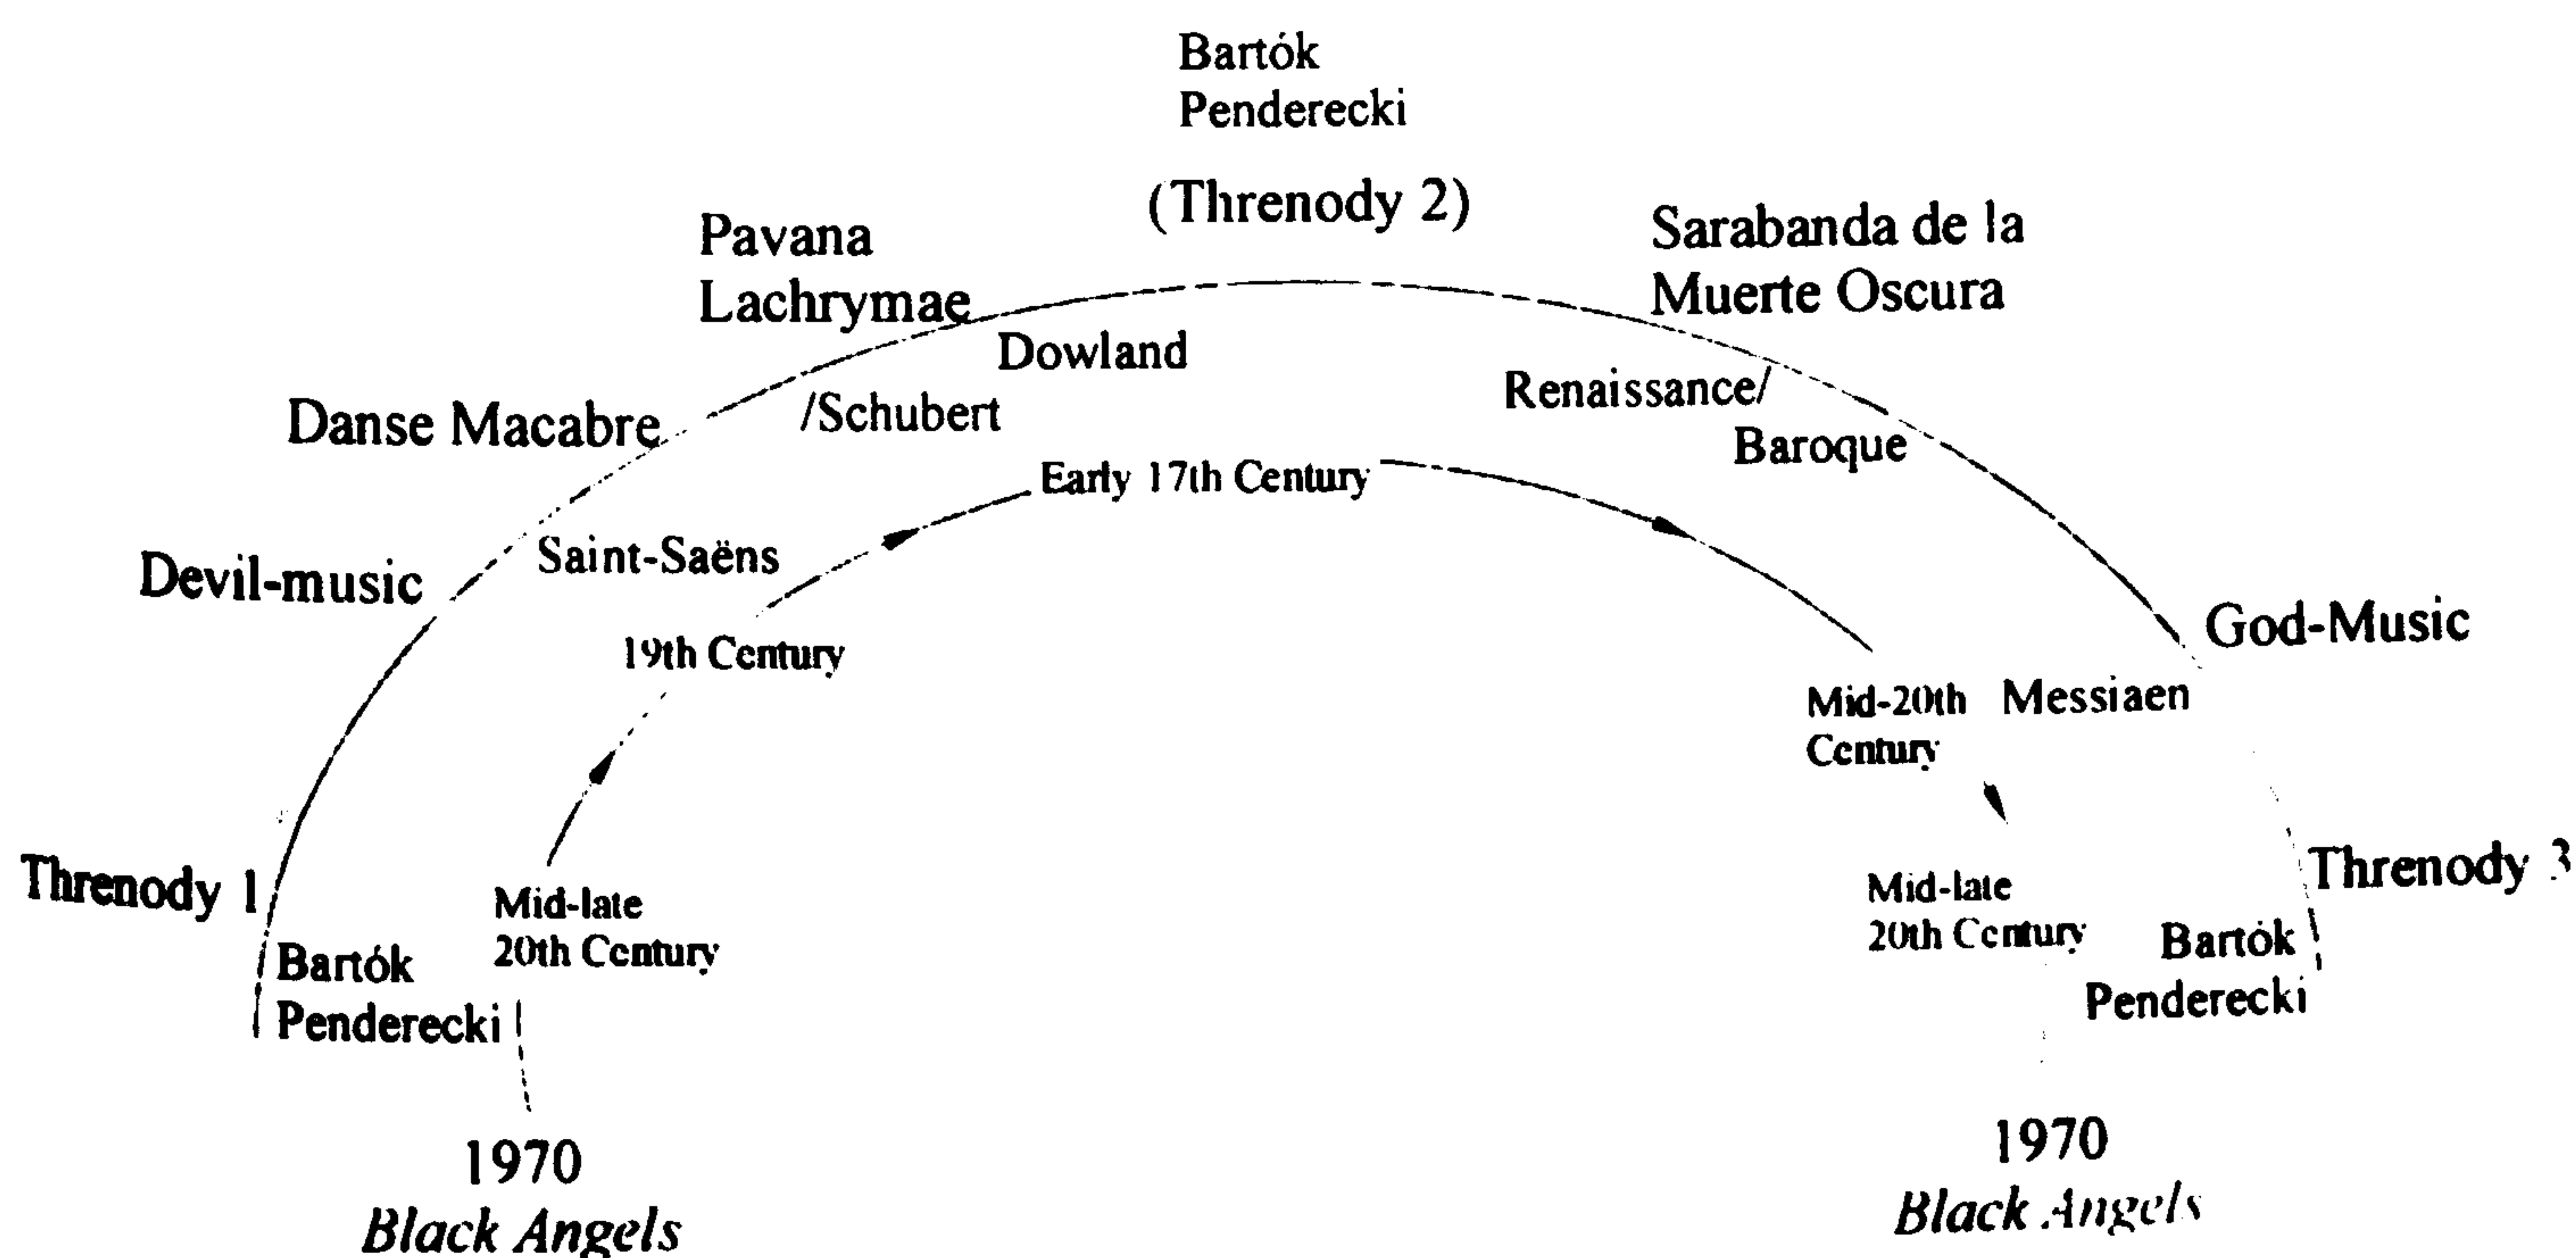 Bartók
Penderecki
(Threnody 2)
Pavana
Lachrymae
Sarabanda de la
Muerte Oscura
Dowland
/Schubert
Renaissance/
Baroque
Danse Macabre
Early 17th Century
Saint-Saëns
Devil-music
19th Century
God-Music
Mid-20th
Century
Messiaen
Threnody 1
Mid-late
20th Century
Bartók
Penderecki
Mid-late
20th Century
Threnody 3
Bartók
Penderecki
1970
Black Angels
1970
Black Angels